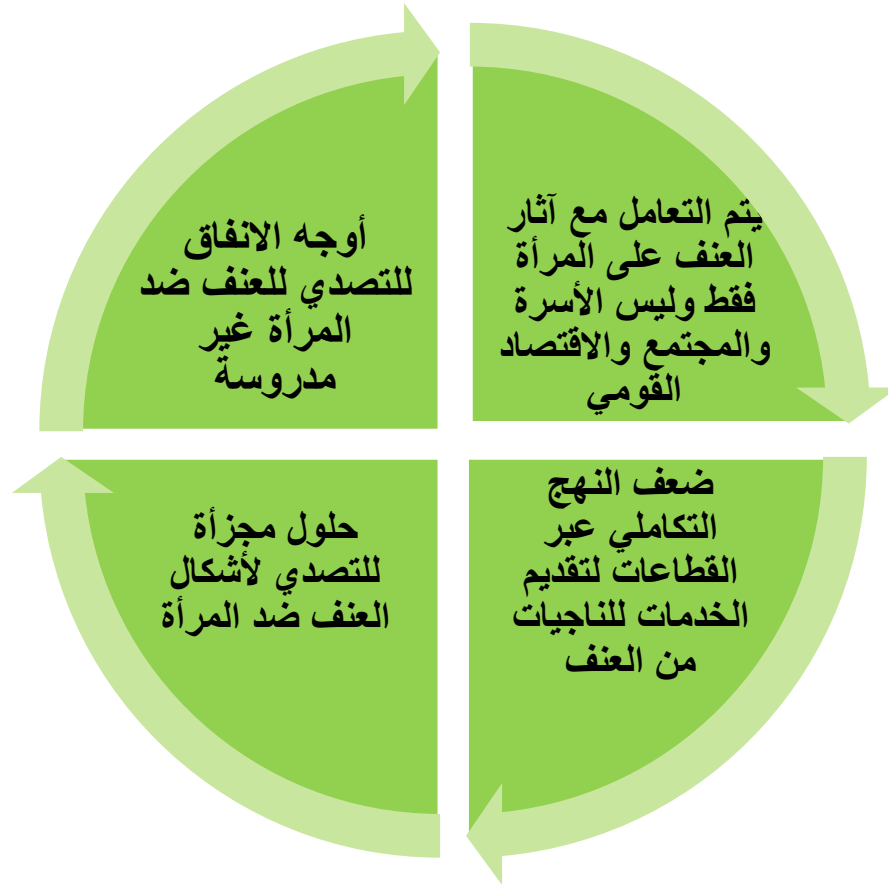 يتم التعامل مع آثار
العنف على المرأة
فقط وليس الأسرة
والمجتمع والاقتصاد
القومي
ضعف النهج
التكاملي عبر
القطاعات لتقديم
الخدمات للناجيات
من العنف
حلول مجزأة
للتصدي لأشكال
العنف ضد المرأة
أوجه الانفاق
للتصدي للعنف ضد
المرأة غير
مدروسة